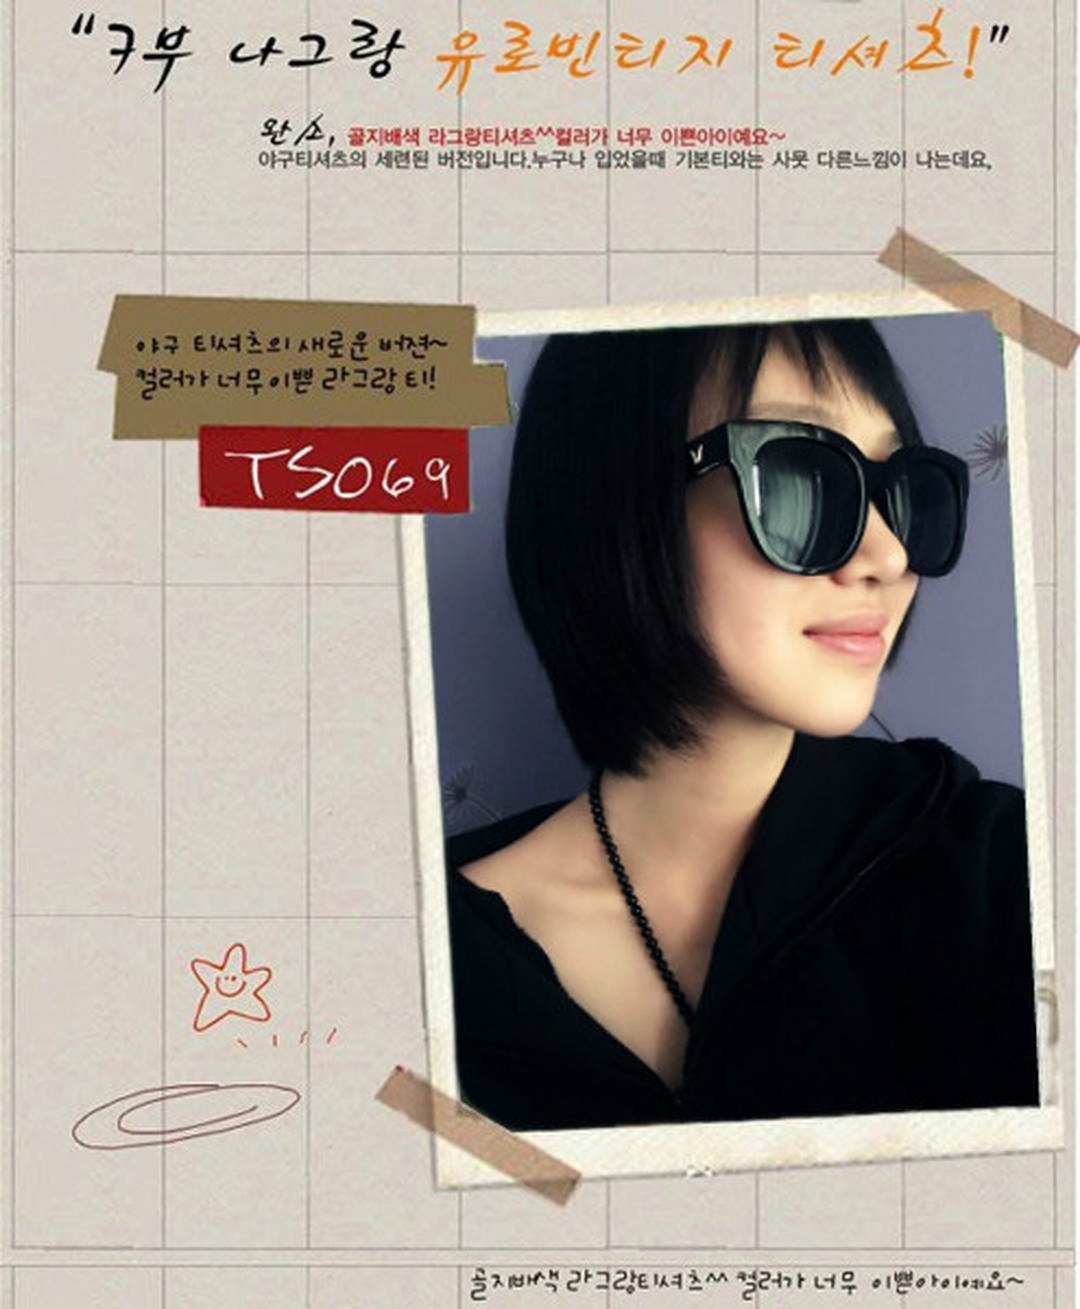 "7부 나그랑 유로빈티지 티셔츠!"
완소, 골지배색 라그랑티셔츠^^컬러가 너무 이쁜아이예요~
야구티셔츠의 세련된 버전입니다.누구나 입었을때 기본티와는 사뭇 다른느낌이 나는데요,
야구 티셔츠의 새로운 버젼~
컬러가 너무 이쁜 라그랑 티!
TS069
골지배색 라그랑티셔츠^^ 컬러가 너무 이쁜아이예요~